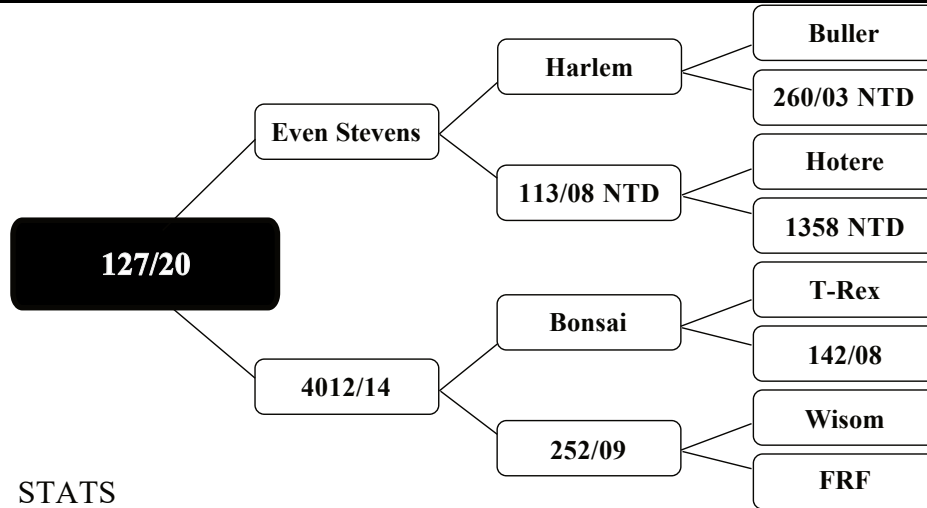 Buller
Harlem
260/03 NTD
Even Stevens
Hotere
113/08 NTD
1358 NTD
127/20
T-Rex
Bonsai
142/08
4012/14
Wisom
252/09
FRF
STATS